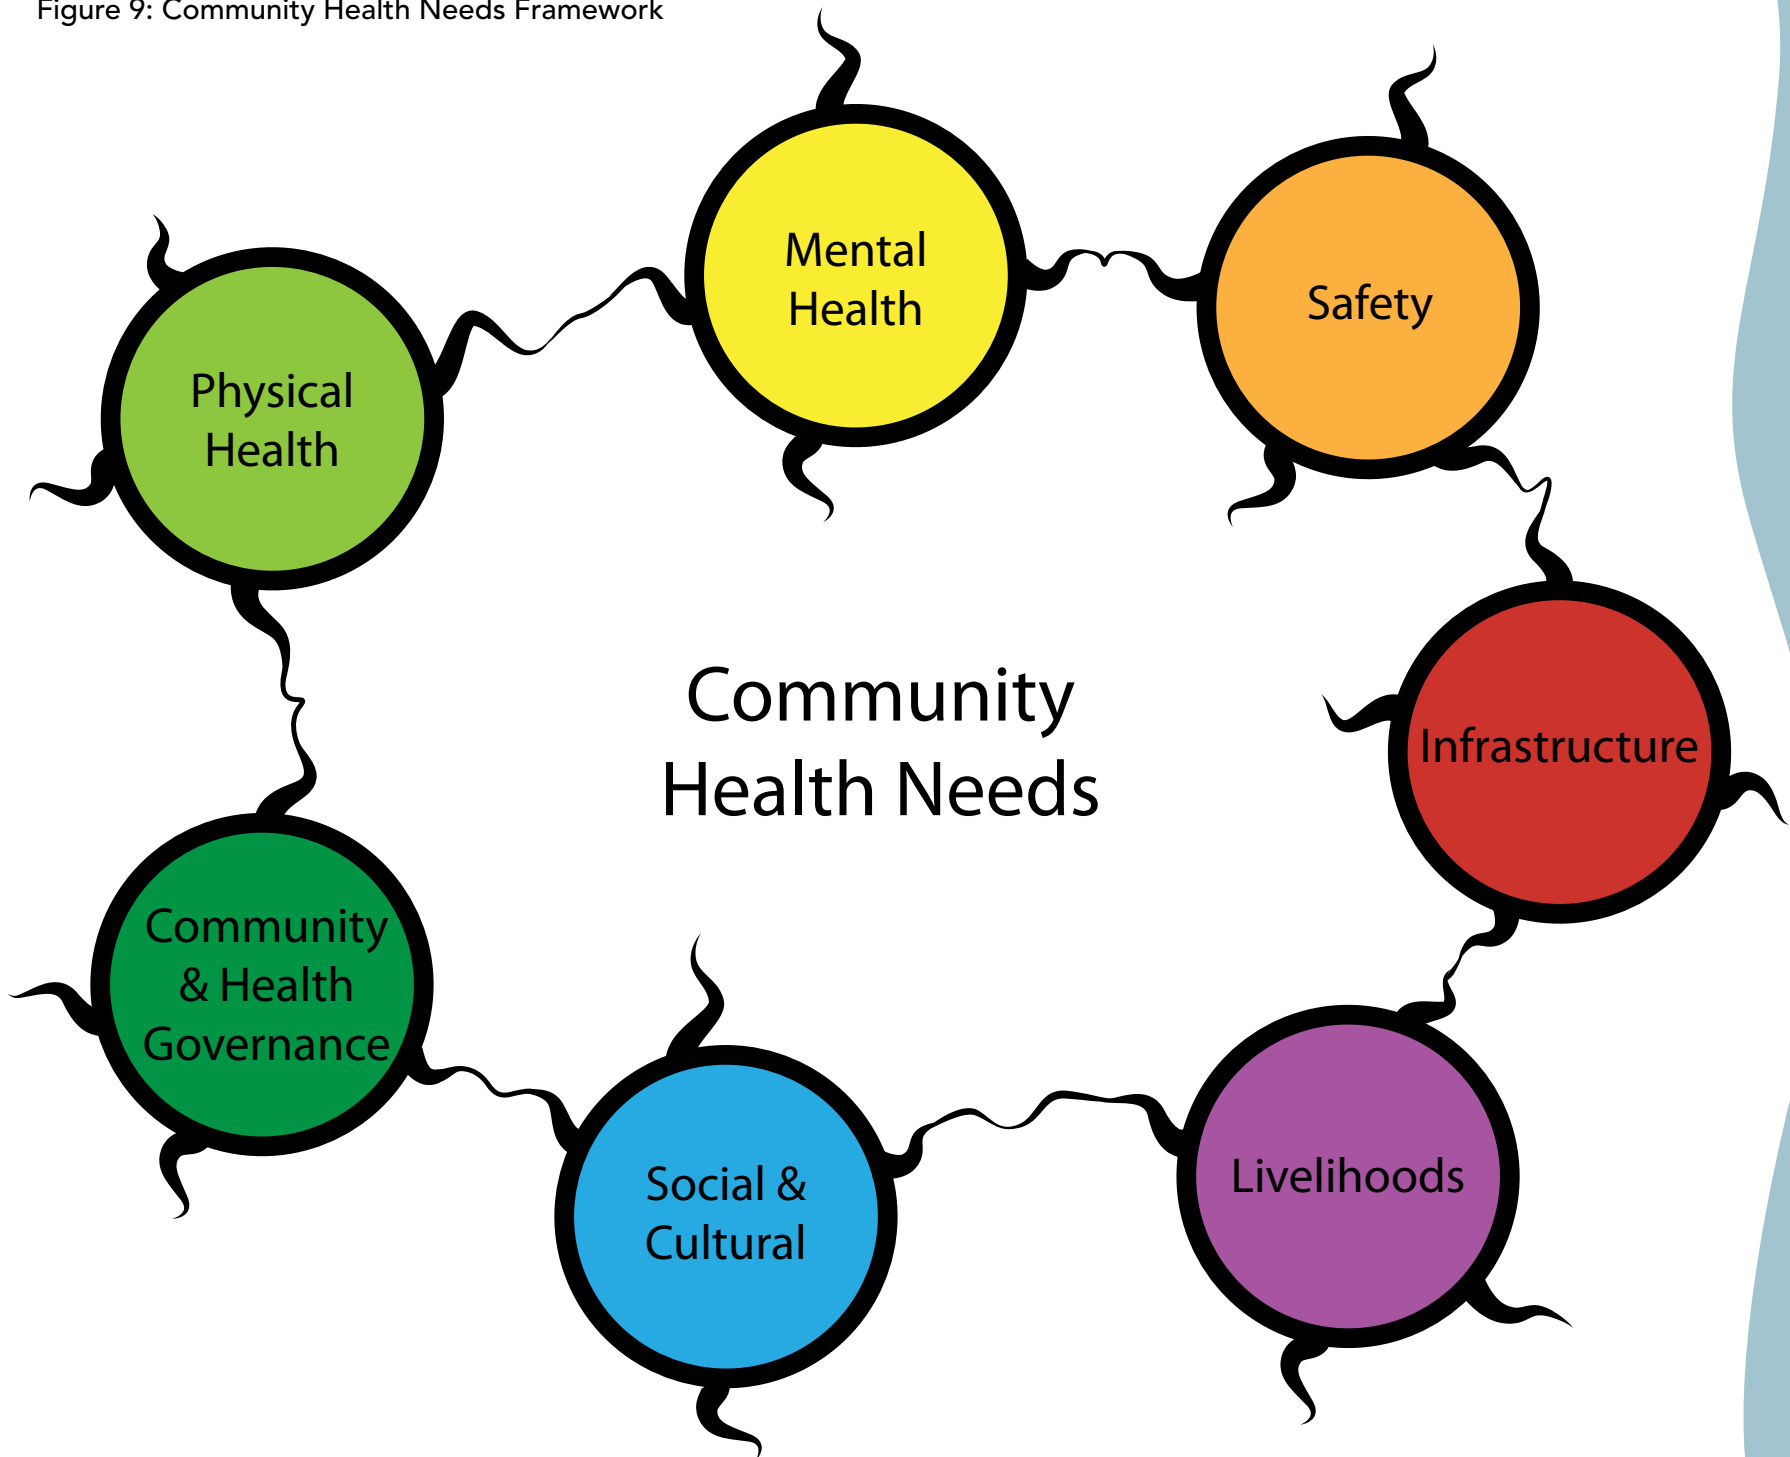 Figure 9: Community Health Needs Framework
Mental
Health
Safety
Physical
Health
Infrastructure
Community
Health Needs
Community
& Health
Governance
Social &
Cultural
Livelihoods